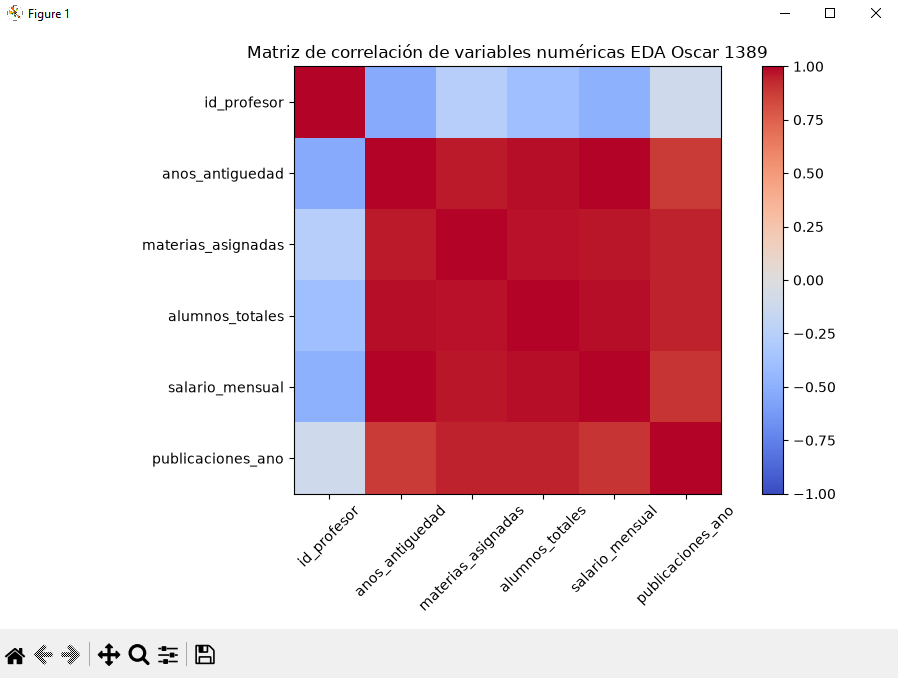 Figure 1
Matriz de correlación de variables numéricas EDA Oscar 1389
id_profesor
anos_antiguedad
materias_asignadas
alumnos_totales
salario_mensual
publicaciones_ano
id_profesor
anos_antiguedad
materias_asignadas
alumnos_totales
salario_mensual
publicaciones_ano
1.00
0.75
0.50
0.25
0.00
−0.25
−0.50
−0.75
−1.00